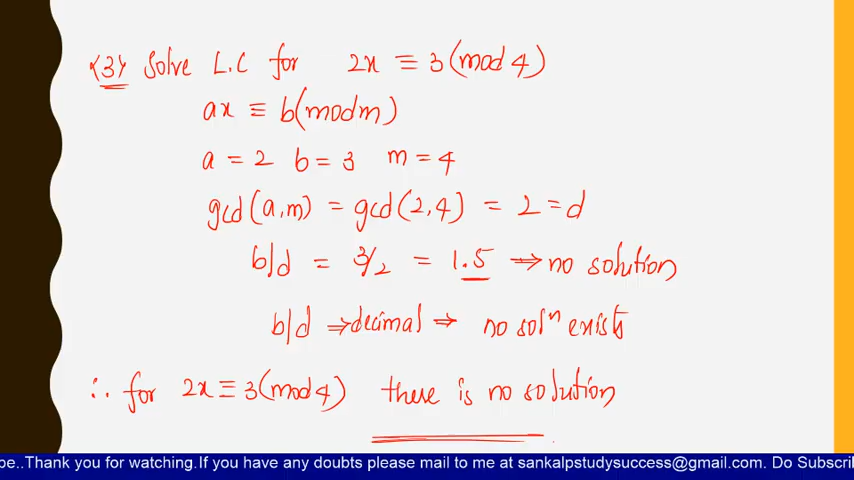 {3} Solve L.C for 2x ≡ 3(mod 4)
ax ≡ b(mod m)
a = 2 b = 3 m = 4
gcd(a,m) = gcd(2,4) = 2 = d
b/d = 3/2 = 1.5 ⇒ no solution
b/d ⇒ decimal ⇒ no solⁿ exists
∴ for 2x ≡ 3(mod 4) there is no solution
be..Thank you for watching.If you have any doubts please mail to me at sankalpstudysuccess@gmail.com. Do Subscri